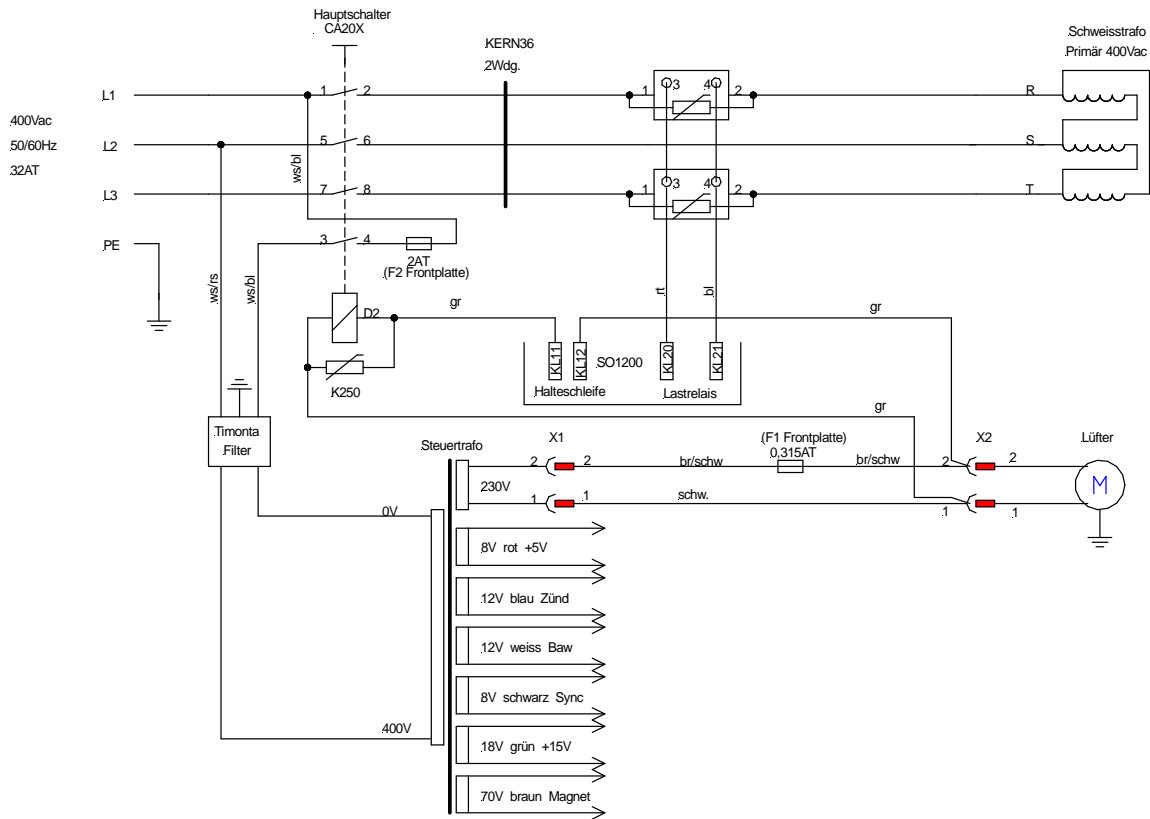 Hauptschalter
CA20X
KERN36
2Wdg.
Schweisstrafo
Primär 400Vac
L1
1
2
1
3
4
2
R
400Vac
50/60Hz
32AT
L2
5
6
S
ws/bl
L3
7
8
1
3
4
2
T
PE
3
4
2AT
(F2 Frontplatte)
ws/rs
ws/bl
rt
bl
D2
gr
gr
KL11
KL12
SO1200
KL20
KL21
K250
Halteschleife
Lastrelais
gr
Timonta
Filter
Steuertrafo
X1
(F1 Frontplatte)
0,315AT
X2
Lüfter
2
2
br/schw
br/schw
2
2
230V
M
1
1
schw.
1
1
0V
8V rot +5V
12V blau Zünd
12V weiss Baw
8V schwarz Sync
400V
18V grün +15V
70V braun Magnet